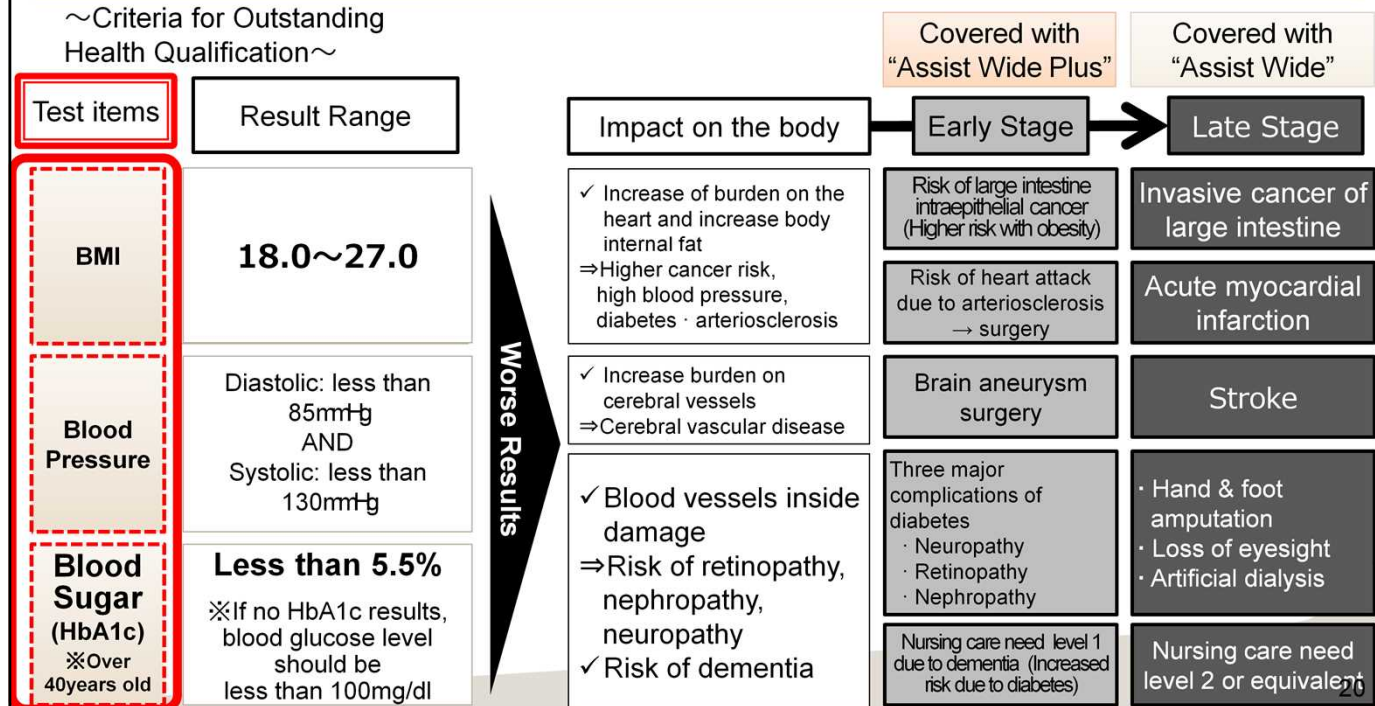 ～Criteria for Outstanding
Health Qualification～
Covered with
“Assist Wide Plus”
Covered with
“Assist Wide”
Test items
Result Range
Impact on the body
Early Stage
Late Stage
BMI
18.0～27.0
Blood
Pressure
Diastolic: less than
85mmHg
AND
Systolic: less than
130mmHg
Blood
Sugar
(HbA1c)
※Over
40years old
Less than 5.5%
※If no HbA1c results,
blood glucose level
should be
less than 100mg/dl
Worse Results
✓ Increase of burden on the
heart and increase body
internal fat
⇒Higher cancer risk,
high blood pressure,
diabetes · arteriosclerosis
✓ Increase burden on
cerebral vessels
⇒Cerebral vascular disease
✓ Blood vessels inside
damage
⇒Risk of retinopathy,
nephropathy,
neuropathy
✓ Risk of dementia
Risk of large intestine
intraepithelial cancer
(Higher risk with obesity)
Invasive cancer of
large intestine
Risk of heart attack
due to arteriosclerosis
→ surgery
Acute myocardial
infarction
Brain aneurysm
surgery
Stroke
Three major
complications of
diabetes
· Neuropathy
· Retinopathy
· Nephropathy
· Hand & foot
amputation
· Loss of eyesight
· Artificial dialysis
Nursing care need level 1
due to dementia (Increased
risk due to diabetes)
Nursing care need
level 2 or equivalent
20